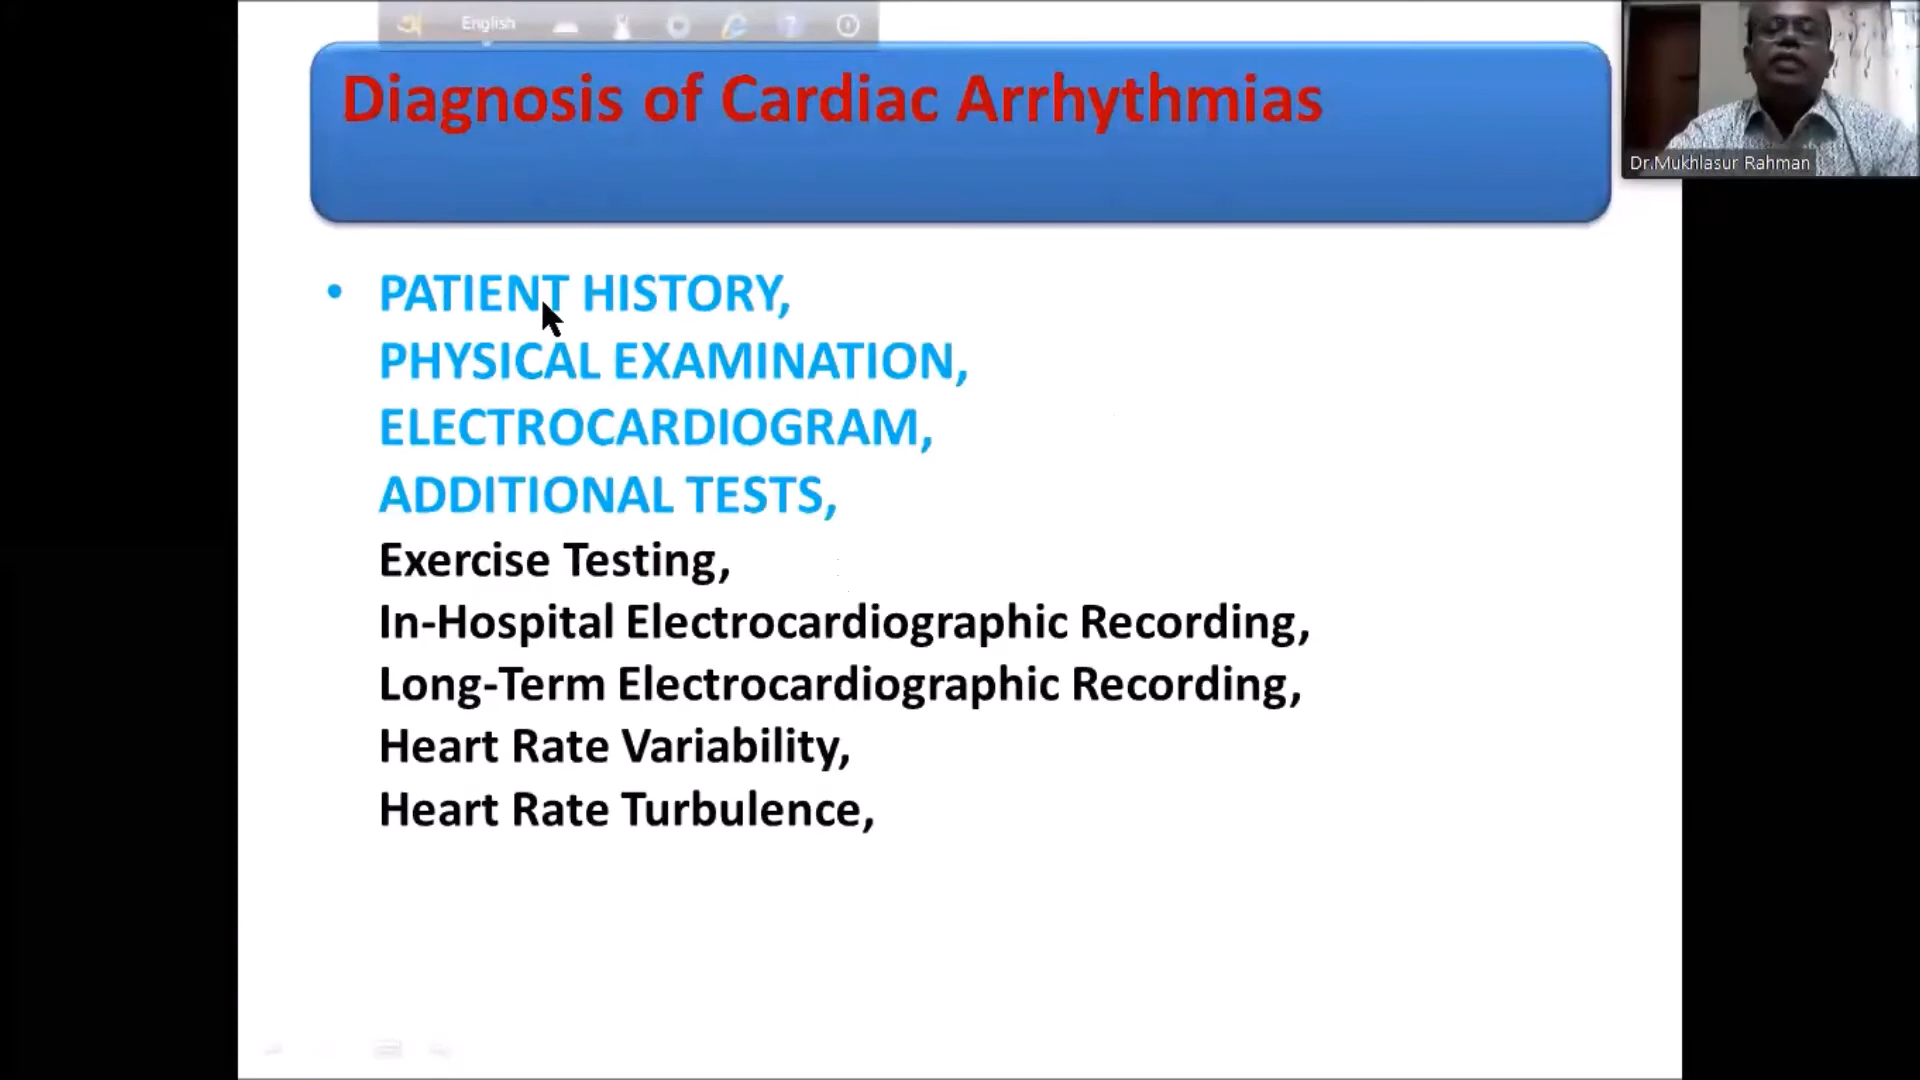 অ English
Diagnosis of Cardiac Arrhythmias
Dr.Mukhlasur Rahman
• PATIENT HISTORY,
PHYSICAL EXAMINATION,
ELECTROCARDIOGRAM,
ADDITIONAL TESTS,
Exercise Testing,
In-Hospital Electrocardiographic Recording,
Long-Term Electrocardiographic Recording,
Heart Rate Variability,
Heart Rate Turbulence,